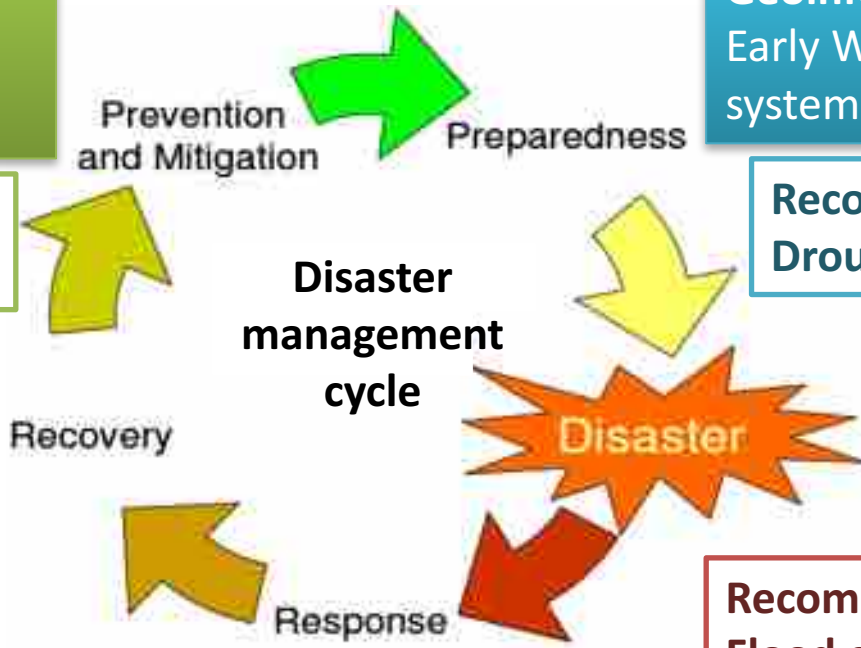 Early W
system
Prevention
and Mitigation
Preparedness
Reco
Drou
Disaster
management
cycle
Recovery
Disaster
Response
Recom